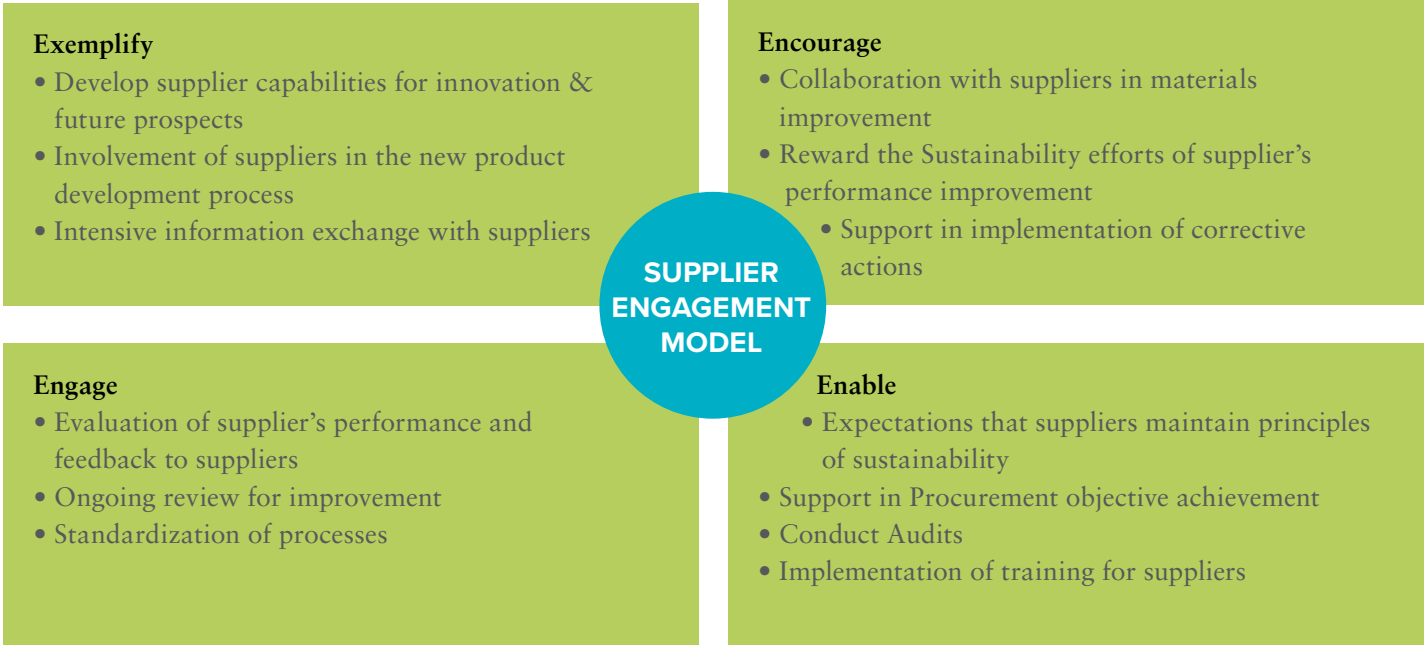 Exemplify
• Develop supplier capabilities for innovation &
future prospects
• Involvement of suppliers in the new product
development process
• Intensive information exchange with suppliers
Encourage
• Collaboration with suppliers in materials
improvement
• Reward the Sustainability efforts of supplier’s
performance improvement
• Support in implementation of corrective
actions
SUPPLIER
ENGAGEMENT
MODEL
Engage
• Evaluation of supplier’s performance and
feedback to suppliers
• Ongoing review for improvement
• Standardization of processes
Enable
• Expectations that suppliers maintain principles
of sustainability
• Support in Procurement objective achievement
• Conduct Audits
• Implementation of training for suppliers